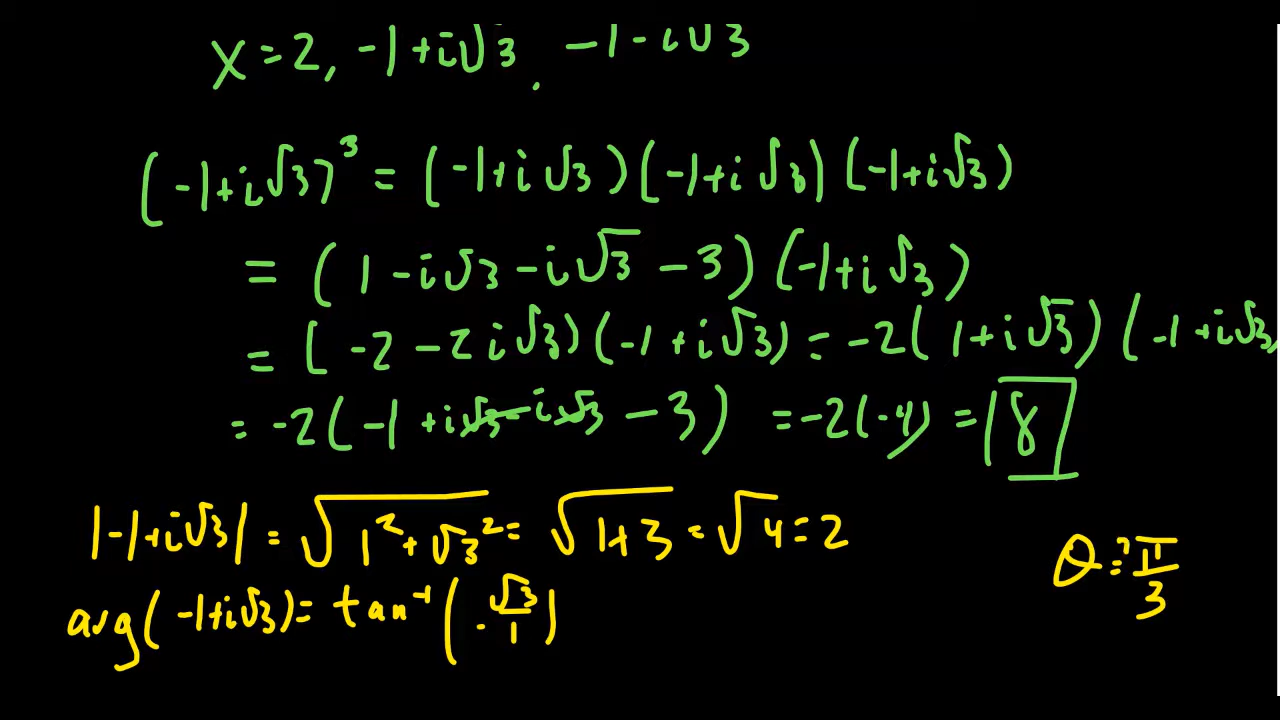 x = 2, -1+i√3, -1-i√3
(-1+i√3)³ = (-1+i√3)(-1+i√3)(-1+i√3)
= (1-i√3-i√3-3)(-1+i√3)
= (-2-2i√3)(-1+i√3) = -2(1+i√3)(-1+i√3
= -2(-1+i√3-i√3-3) = -2(-4) = 8
|-1+i√3| = √1²+√3² = √1+3 = √4 = 2
θ=?π/3
arg(-1+i√3) = tan⁻¹(-√3/1)